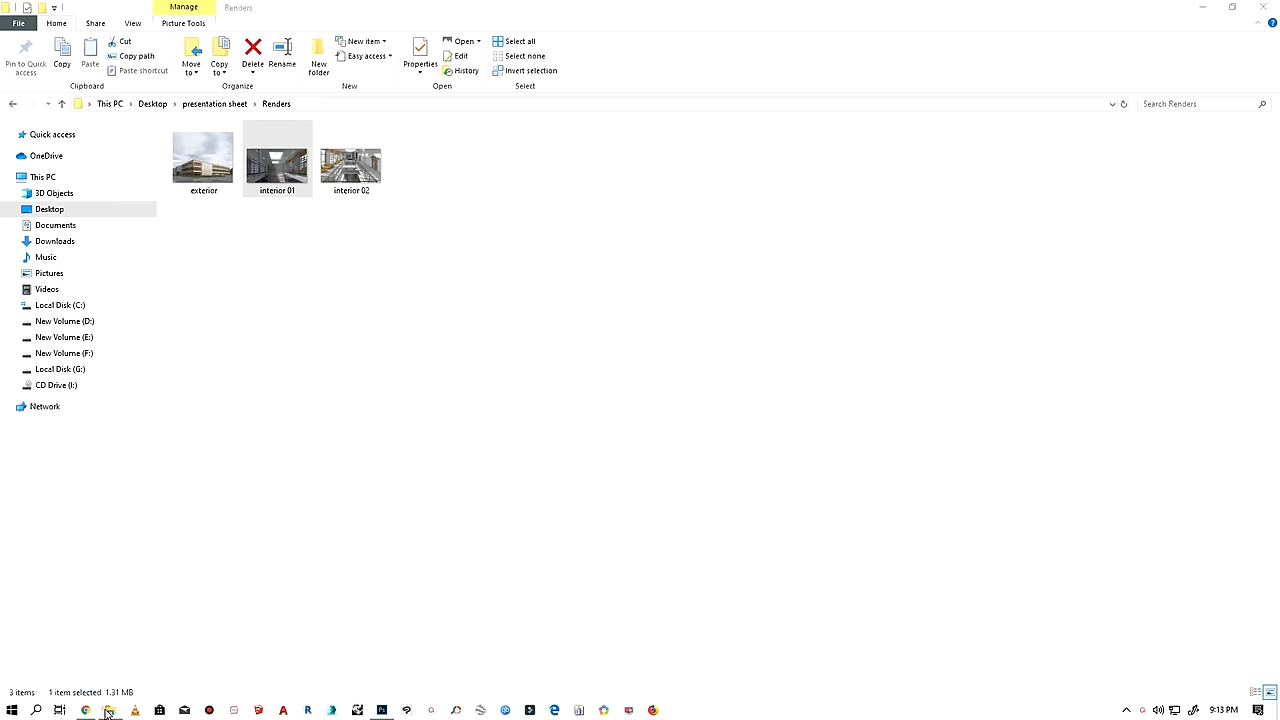 Manage
Renders
File
Home
Share
View
Picture Tools
Pin to Quick access
Copy
Paste
Cut
Copy path
Paste shortcut
Move to
Copy to
Delete
Rename
New folder
New item
Easy access
Properties
Open
Edit
History
Select all
Select none
Invert selection
Clipboard
Organize
New
Open
Select
This PC
Desktop
presentation sheet
Renders
Search Renders
Quick access
OneDrive
This PC
3D Objects
Desktop
Documents
Downloads
Music
Pictures
Videos
Local Disk (C:)
New Volume (D:)
New Volume (E:)
New Volume (F:)
Local Disk (G:)
CD Drive (I:)
Network
exterior
interior 01
interior 02
3 items
1 item selected 1.31 MB
Ps
9:13 PM